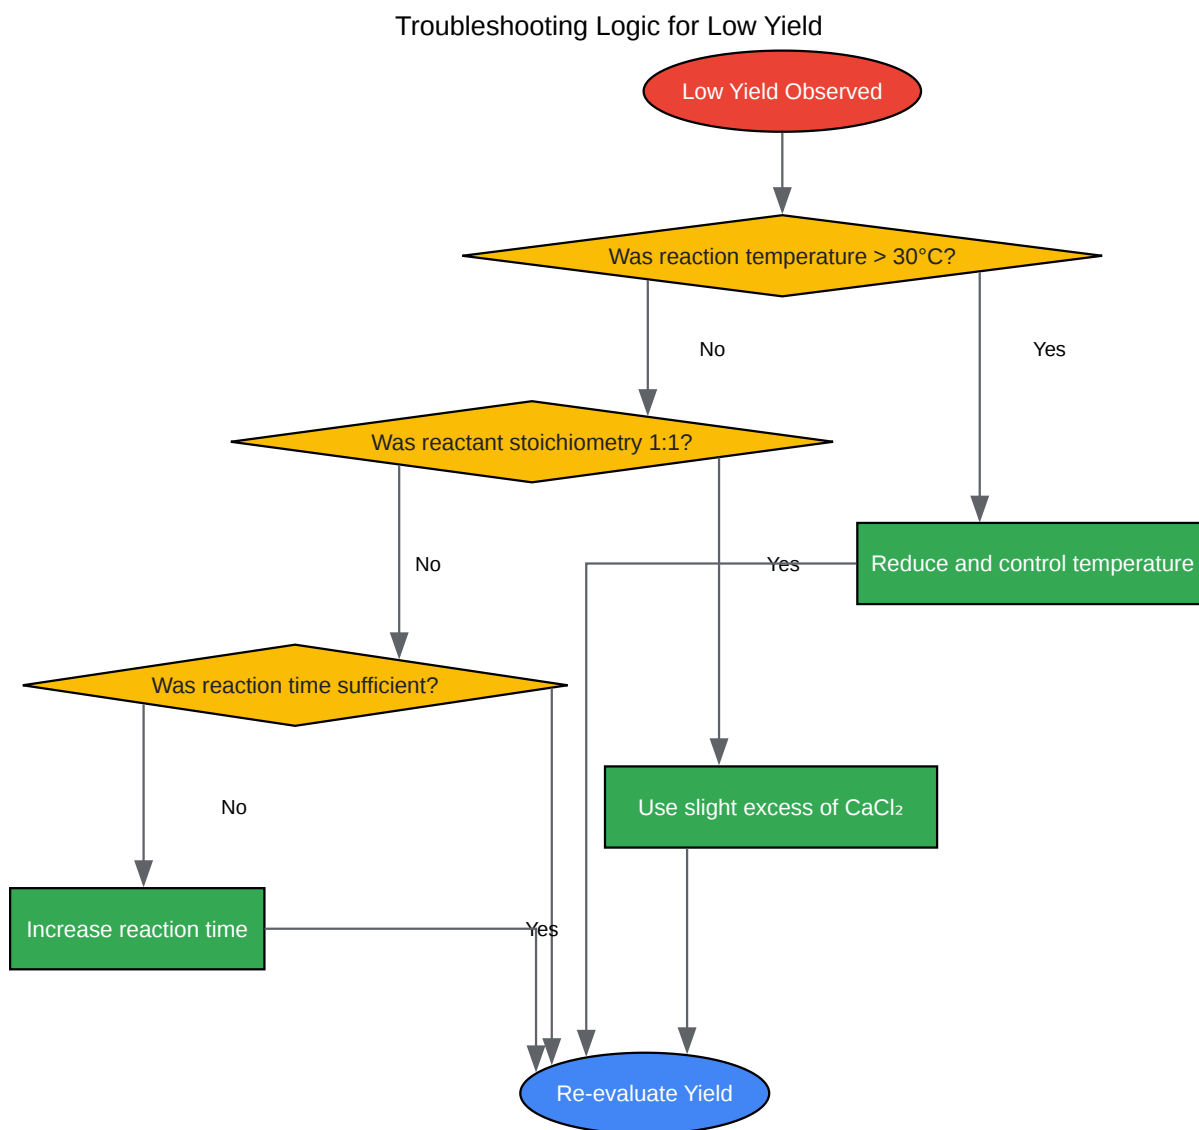 Troubleshooting Logic for Low Yield
Low Yield Observed
Was reaction temperature > 30°C?
No
Yes
Was reactant stoichiometry 1:1?
No
Yes
Reduce and control temperature
Was reaction time sufficient?
No
Use slight excess of CaCl₂
Increase reaction time
Yes
Re-evaluate Yield